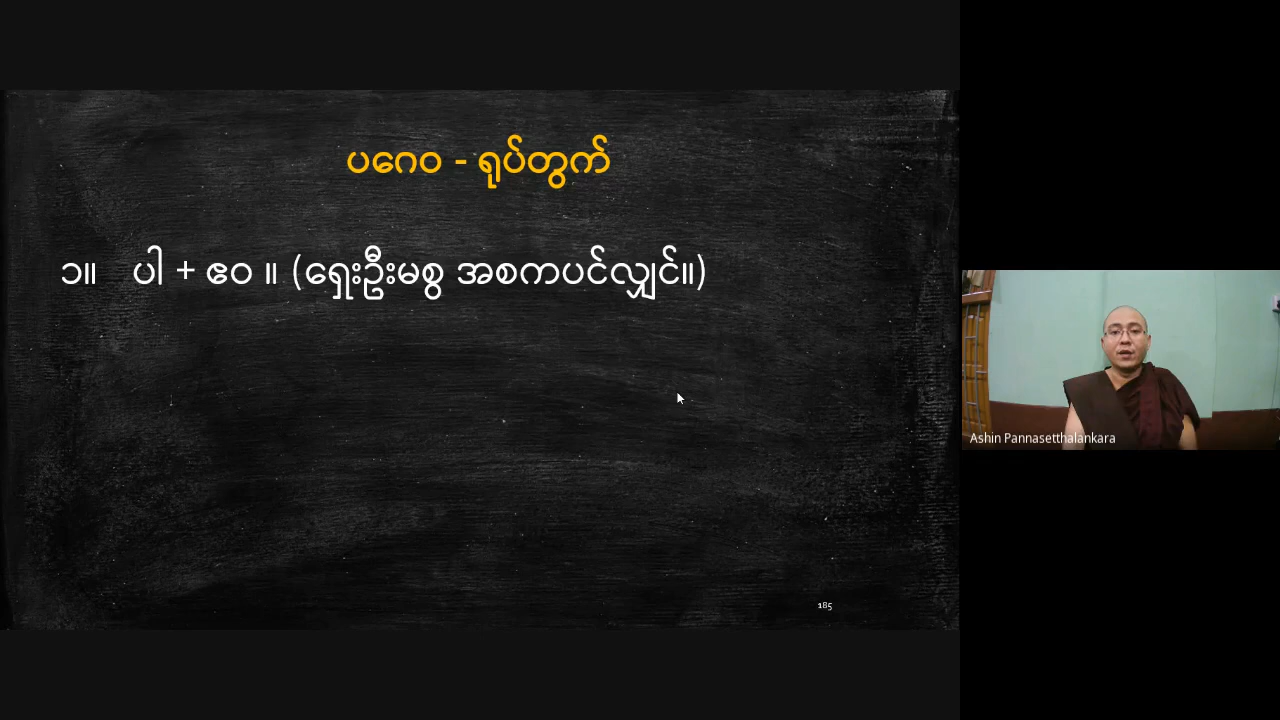 ပဂေဝ - ရုပ်တွက်
၁။ ပါ + ဧဝ ။ (ရှေးဦးမစွ အစကပင်လျှင်။)
185
Ashin Pannasetthalankara